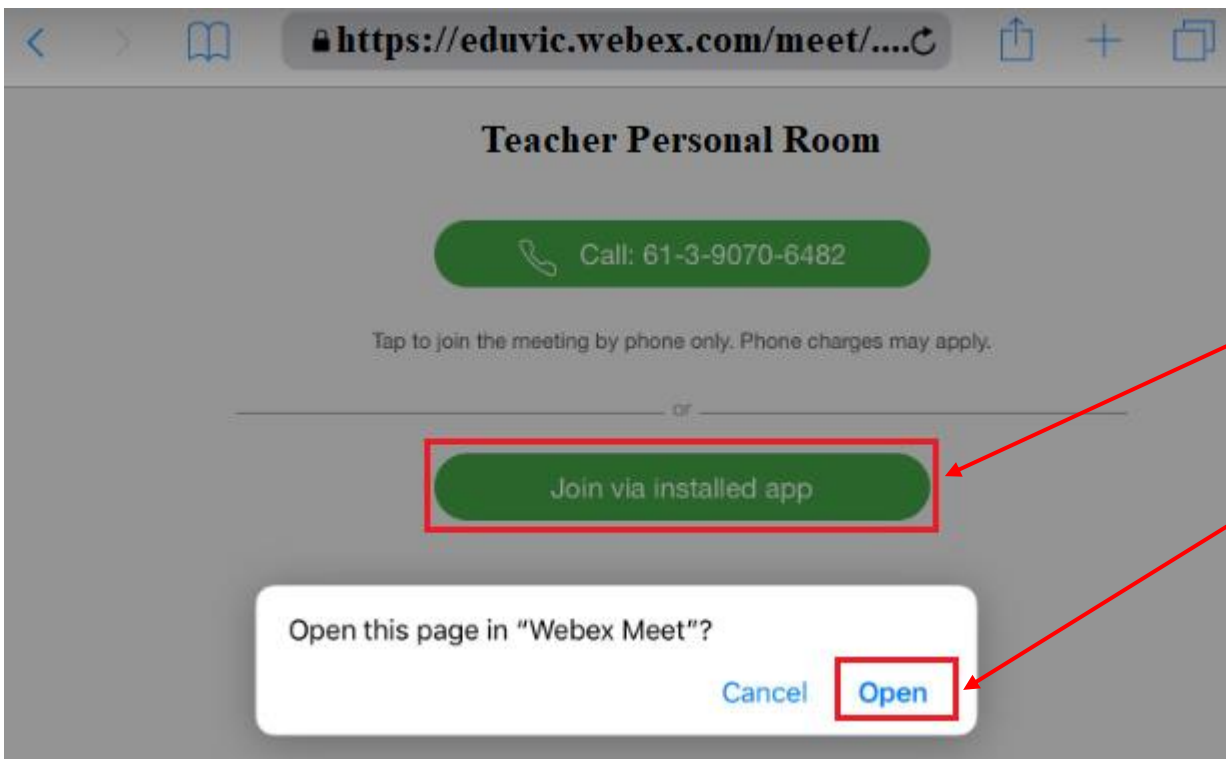 https://eduvic.webex.com/meet/....
Teacher Personal Room
Call: 61-3-9070-6482
Tap to join the meeting by phone only. Phone charges may apply.
or
Join via installed app
Open this page in “Webex Meet”?
Cancel Open